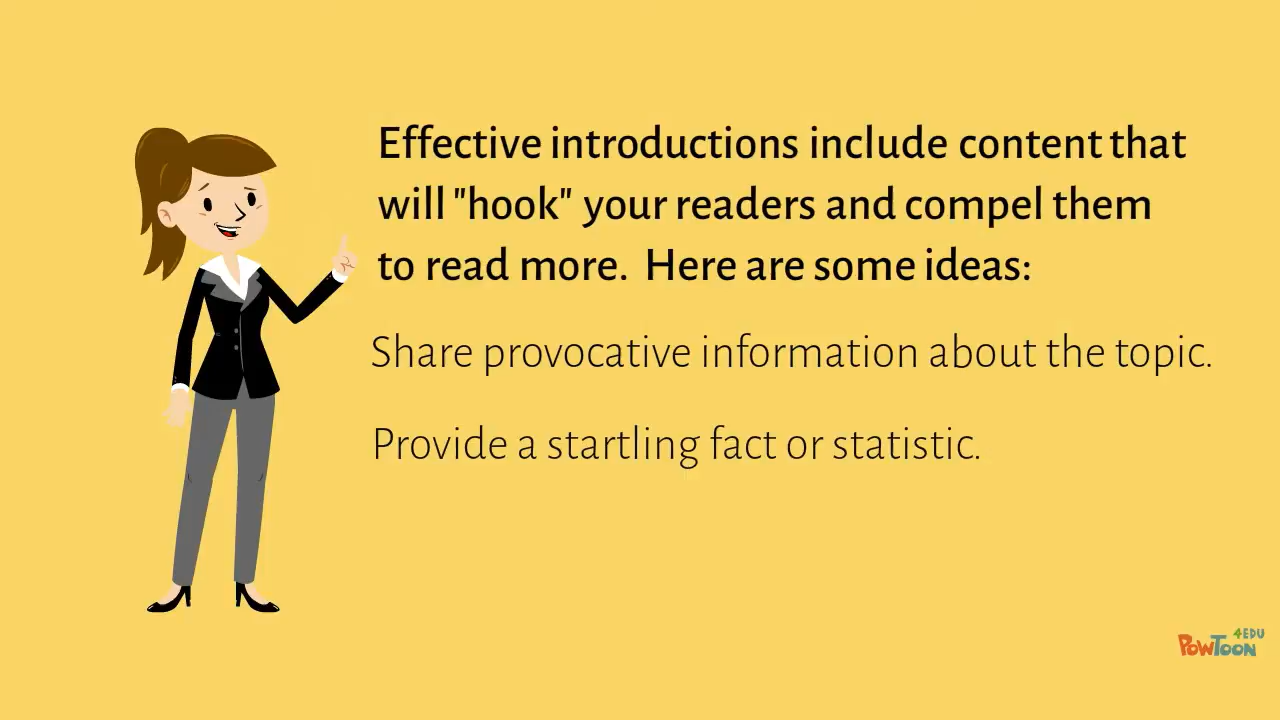 Effective introductions include content that
will "hook" your readers and compel them
to read more.  Here are some ideas:
Share provocative information about the topic.
Provide a startling fact or statistic.
4EDU
POWTOON